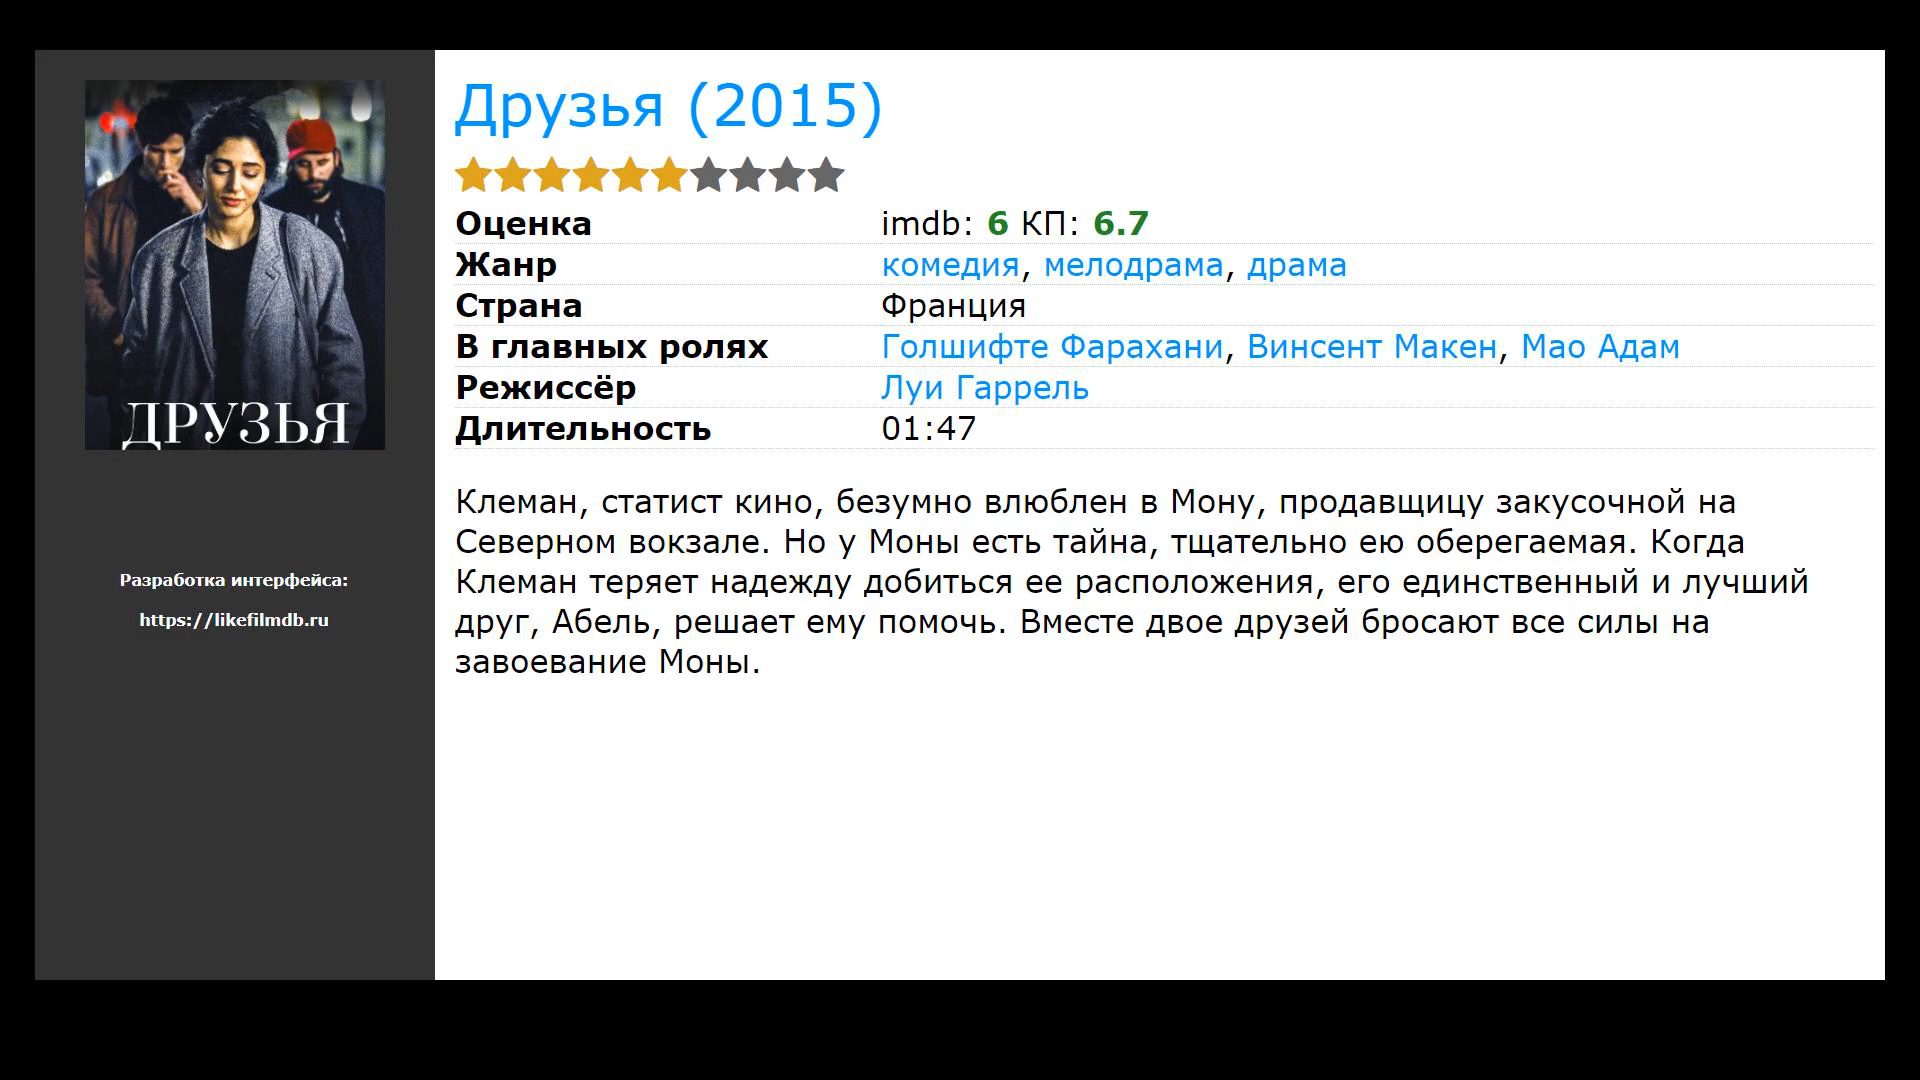 ДРУЗЬЯ
Разработка интерфейса:
https://likefilmdb.ru
Друзья (2015)
Оценка imdb: 6 КП: 6.7
Жанр комедия, мелодрама, драма
Страна Франция
В главных ролях Голшифте Фарахани, Винсент Макен, Мао Адам
Режиссёр Луи Гаррель
Длительность 01:47
Клеман, статист кино, безумно влюблен в Мону, продавщицу закусочной на
Северном вокзале. Но у Моны есть тайна, тщательно ею оберегаемая. Когда
Клеман теряет надежду добиться ее расположения, его единственный и лучший
друг, Абель, решает ему помочь. Вместе двое друзей бросают все силы на
завоевание Моны.